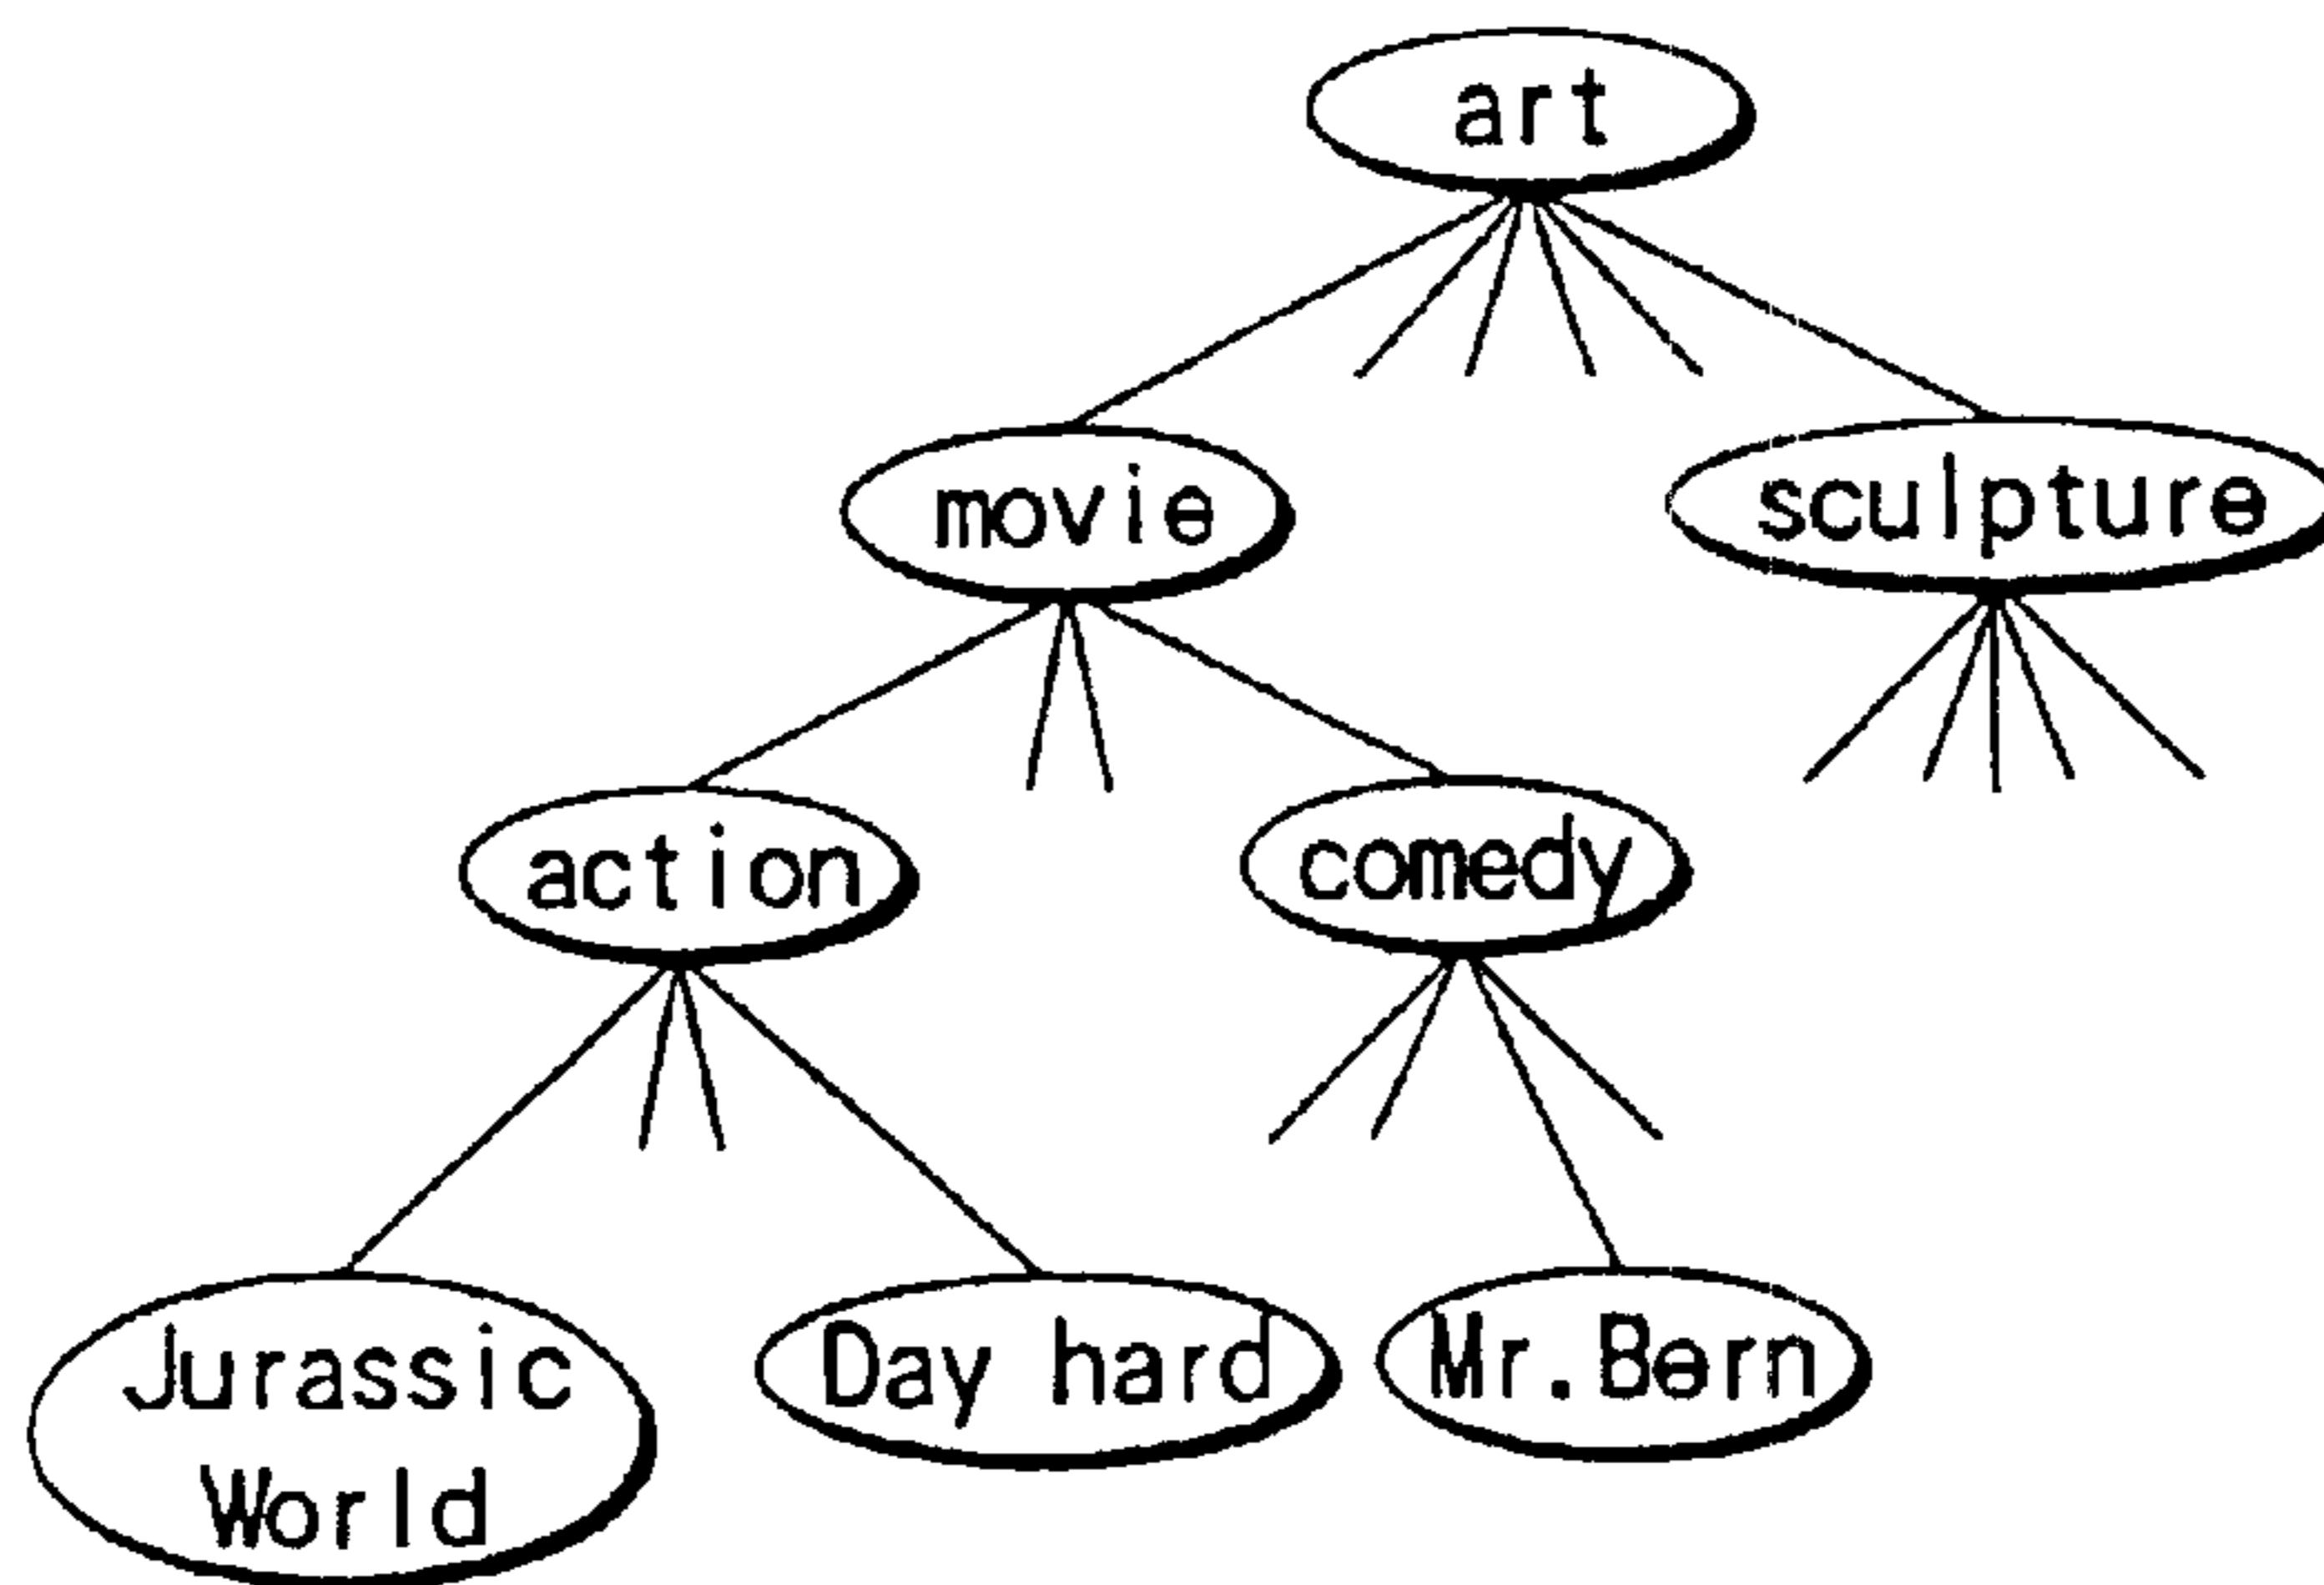 art
movie
sculpture
action
comedy
Jurassic
World
Day hard
Mr.Bern